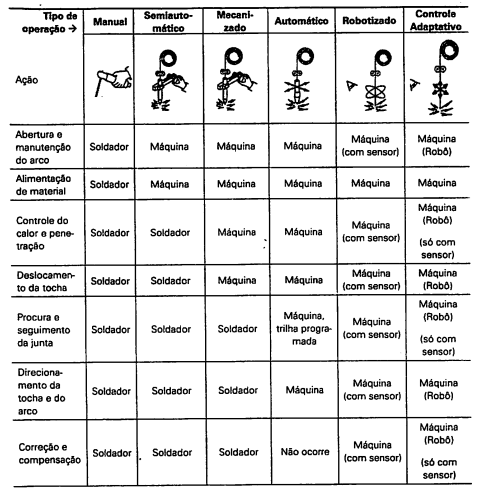 Tipo de operação → Manual Semiauto- mático Mecani- zado Automático Robotizado Controle Adaptativo
Ação
Abertura e manutenção do arco Soldador Máquina Máquina Máquina Máquina (com sensor) Máquina (Robô)
Alimentação de material Soldador Máquina Máquina Máquina Máquina Máquina
Controle do calor e pene- tração Soldador Soldador Máquina Máquina Máquina (com sensor) Máquina (Robô) (só com sensor)
Deslocamen- to da tocha Soldador Soldador Máquina Máquina Máquina (com sensor) Máquina (Robô)
Procura e seguimento da junta Soldador Soldador Soldador Máquina, trilha progra- mada Máquina (com sensor) Máquina (Robô) (só com sensor)
Direciona- mento da tocha e do arco Soldador Soldador Soldador Máquina Máquina (com sensor) Máquina (Robô)
Correção e compensação Soldador Soldador Soldador Não ocorre Máquina (com sensor) Máquina (Robô) (só com sensor)